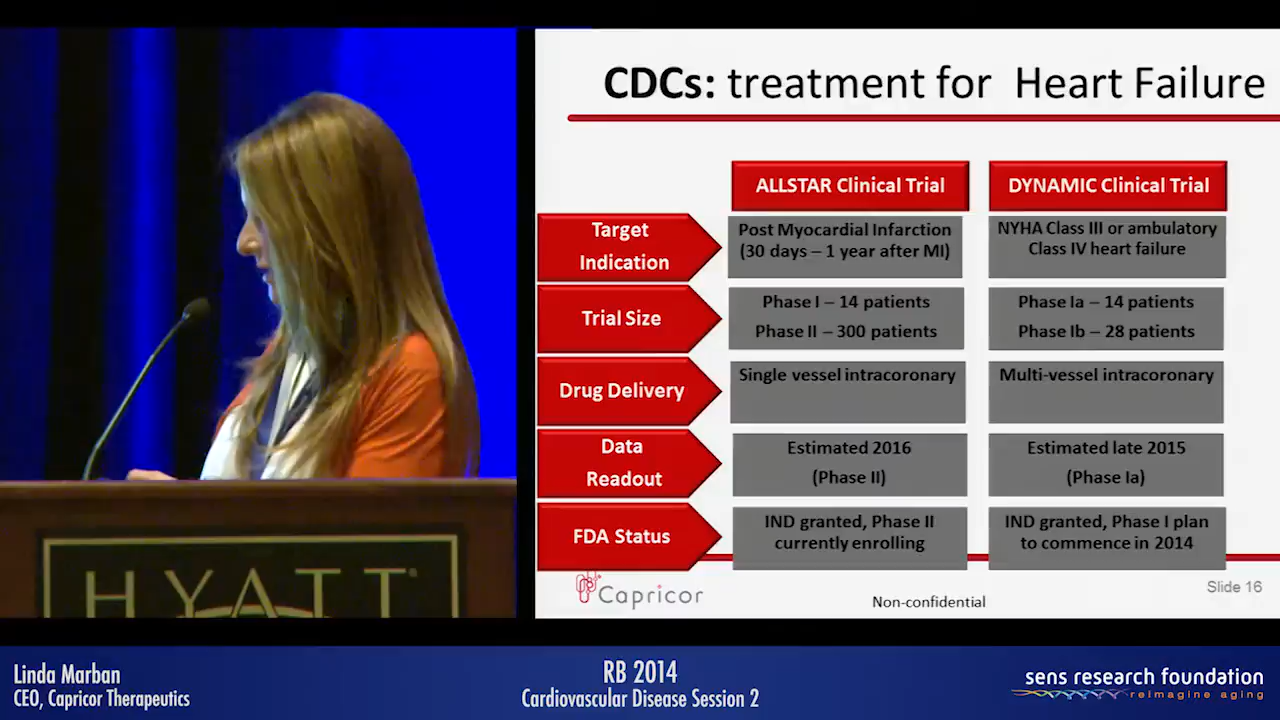 CDCs: treatment for Heart Failure
ALLSTAR Clinical Trial
DYNAMIC Clinical Trial
Target
Indication
Post Myocardial Infarction
(30 days – 1 year after MI)
NYHA Class III or ambulatory
Class IV heart failure
Trial Size
Phase I – 14 patients
Phase II – 300 patients
Phase Ia – 14 patients
Phase Ib – 28 patients
Drug Delivery
Single vessel intracoronary
Multi-vessel intracoronary
Data
Readout
Estimated 2016
(Phase II)
Estimated late 2015
(Phase Ia)
FDA Status
IND granted, Phase II
currently enrolling
IND granted, Phase I plan
to commence in 2014
Capricor
Non-confidential
Slide 16
HYATT®
Linda Marban
CEO, Capricor Therapeutics
RB 2014
Cardiovascular Disease Session 2
sens research foundation
reimagine aging